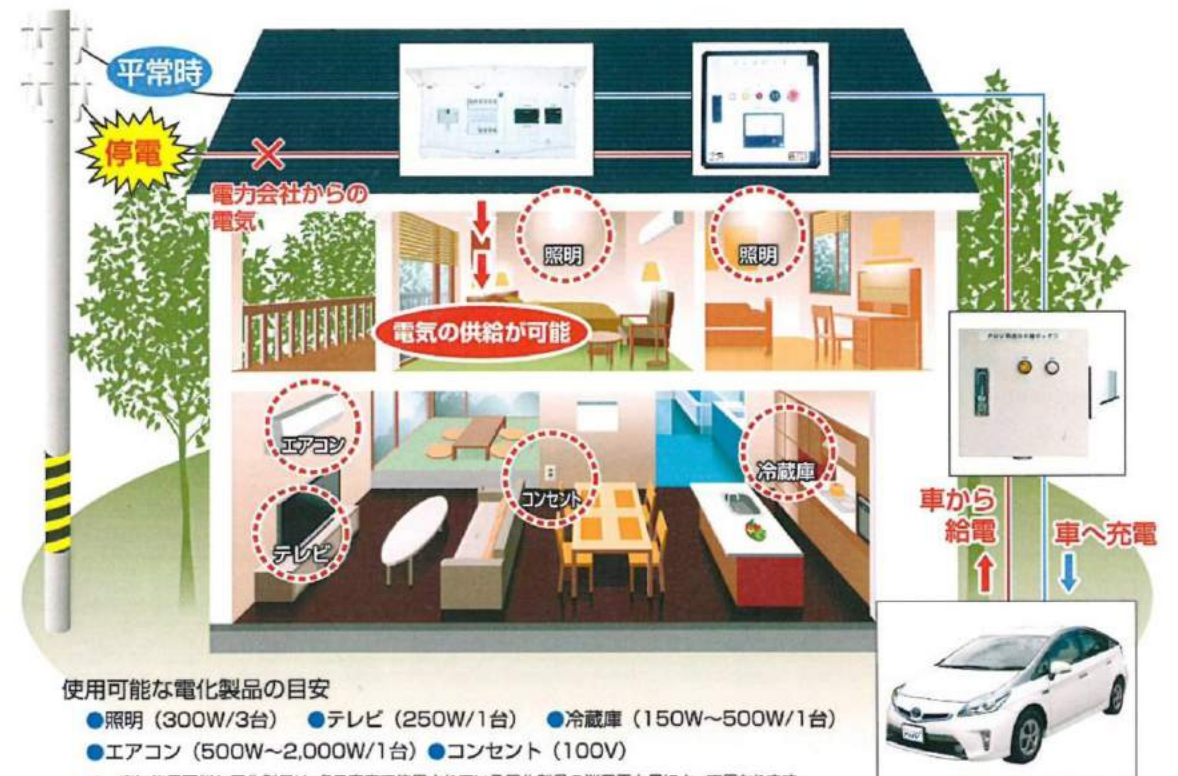 平常時
停電
電力会社からの
電気
照明
照明
電気の供給が可能
エアコン
コンセント
冷蔵庫
テレビ
車から
給電
車へ充電
使用可能な電化製品の目安
●照明（300W/3台） ●テレビ（250W/1台） ●冷蔵庫（150W～500W/1台）
●エアコン（500W～2,000W/1台）●コンセント（100V）